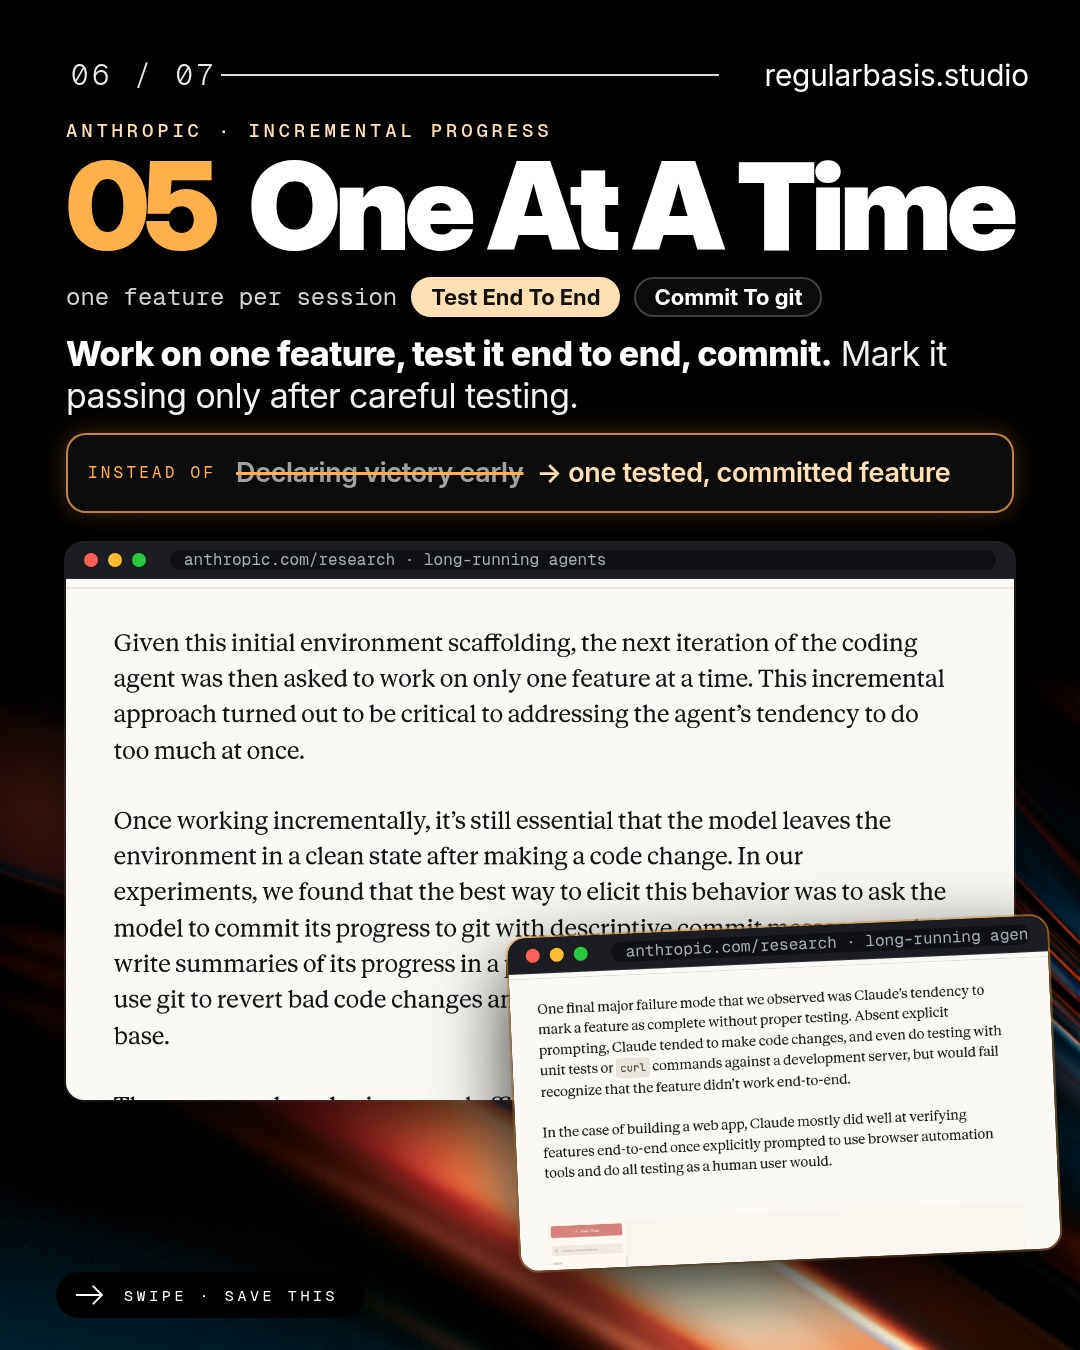 06 / 07
regularbasis.studio
ANTHROPIC · INCREMENTAL PROGRESS
05 One At A Time
one feature per session
Test End To End
Commit To git
Work on one feature, test it end to end, commit. Mark it
passing only after careful testing.
INSTEAD OF Declaring victory early → one tested, committed feature
anthropic.com/research · long-running agents
Given this initial environment scaffolding, the next iteration of the coding
agent was then asked to work on only one feature at a time. This incremental
approach turned out to be critical to addressing the agent’s tendency to do
too much at once.
Once working incrementally, it’s still essential that the model leaves the
environment in a clean state after making a code change. In our
experiments, we found that the best way to elicit this behavior was to ask the
model to commit its progress to git with descriptive commit
write summaries of its progress in a
use git to revert bad code changes
base.
anthropic.com/research · long-running agen
One final major failure mode that we observed was Claude’s tendency to
mark a feature as complete without proper testing. Absent explicit
prompting, Claude tended to make code changes, and even do testing with
unit tests or curl commands against a development server, but would fail
recognize that the feature didn’t work end-to-end.
In the case of building a web app, Claude mostly did well at verifying
features end-to-end once explicitly prompted to use browser automation
tools and do all testing as a human user would.
→ SWIPE · SAVE THIS